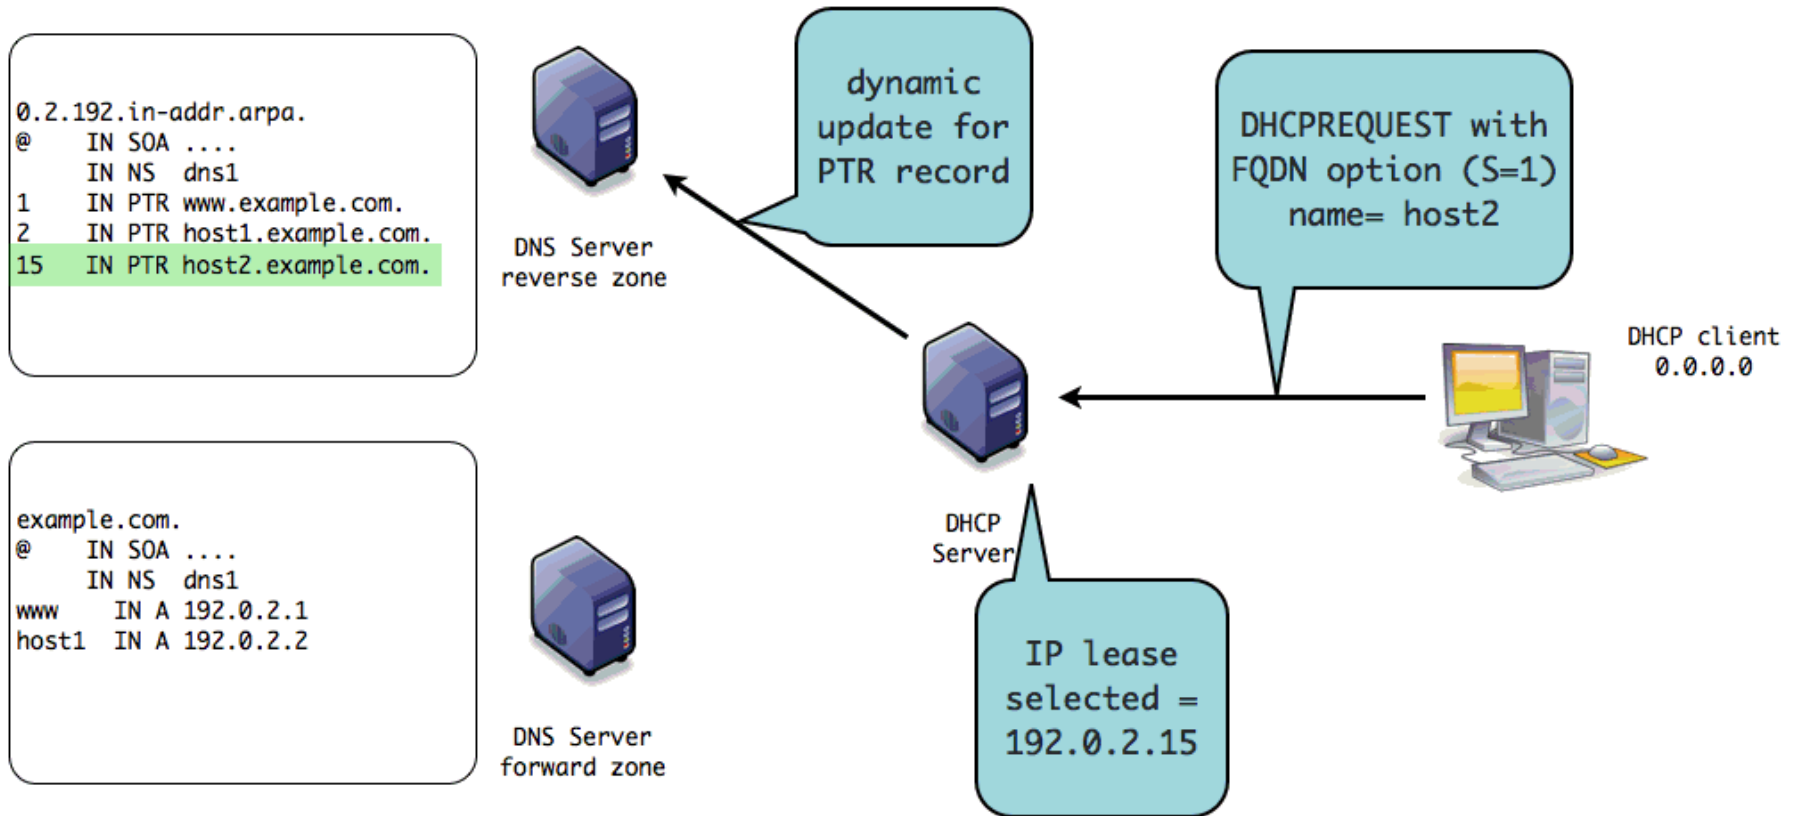 0.2.192.in-addr.arpa.
@ IN SOA ....
IN NS dns1
1 IN PTR www.example.com.
2 IN PTR host1.example.com.
15 IN PTR host2.example.com.
DNS Server
reverse zone
dynamic
update for
PTR record
DHCPREQUEST with
FQDN option (S=1)
name= host2
DHCP client
0.0.0.0
DHCP
Server
IP lease
selected =
192.0.2.15
example.com.
@ IN SOA ....
IN NS dns1
www IN A 192.0.2.1
host1 IN A 192.0.2.2
DNS Server
forward zone